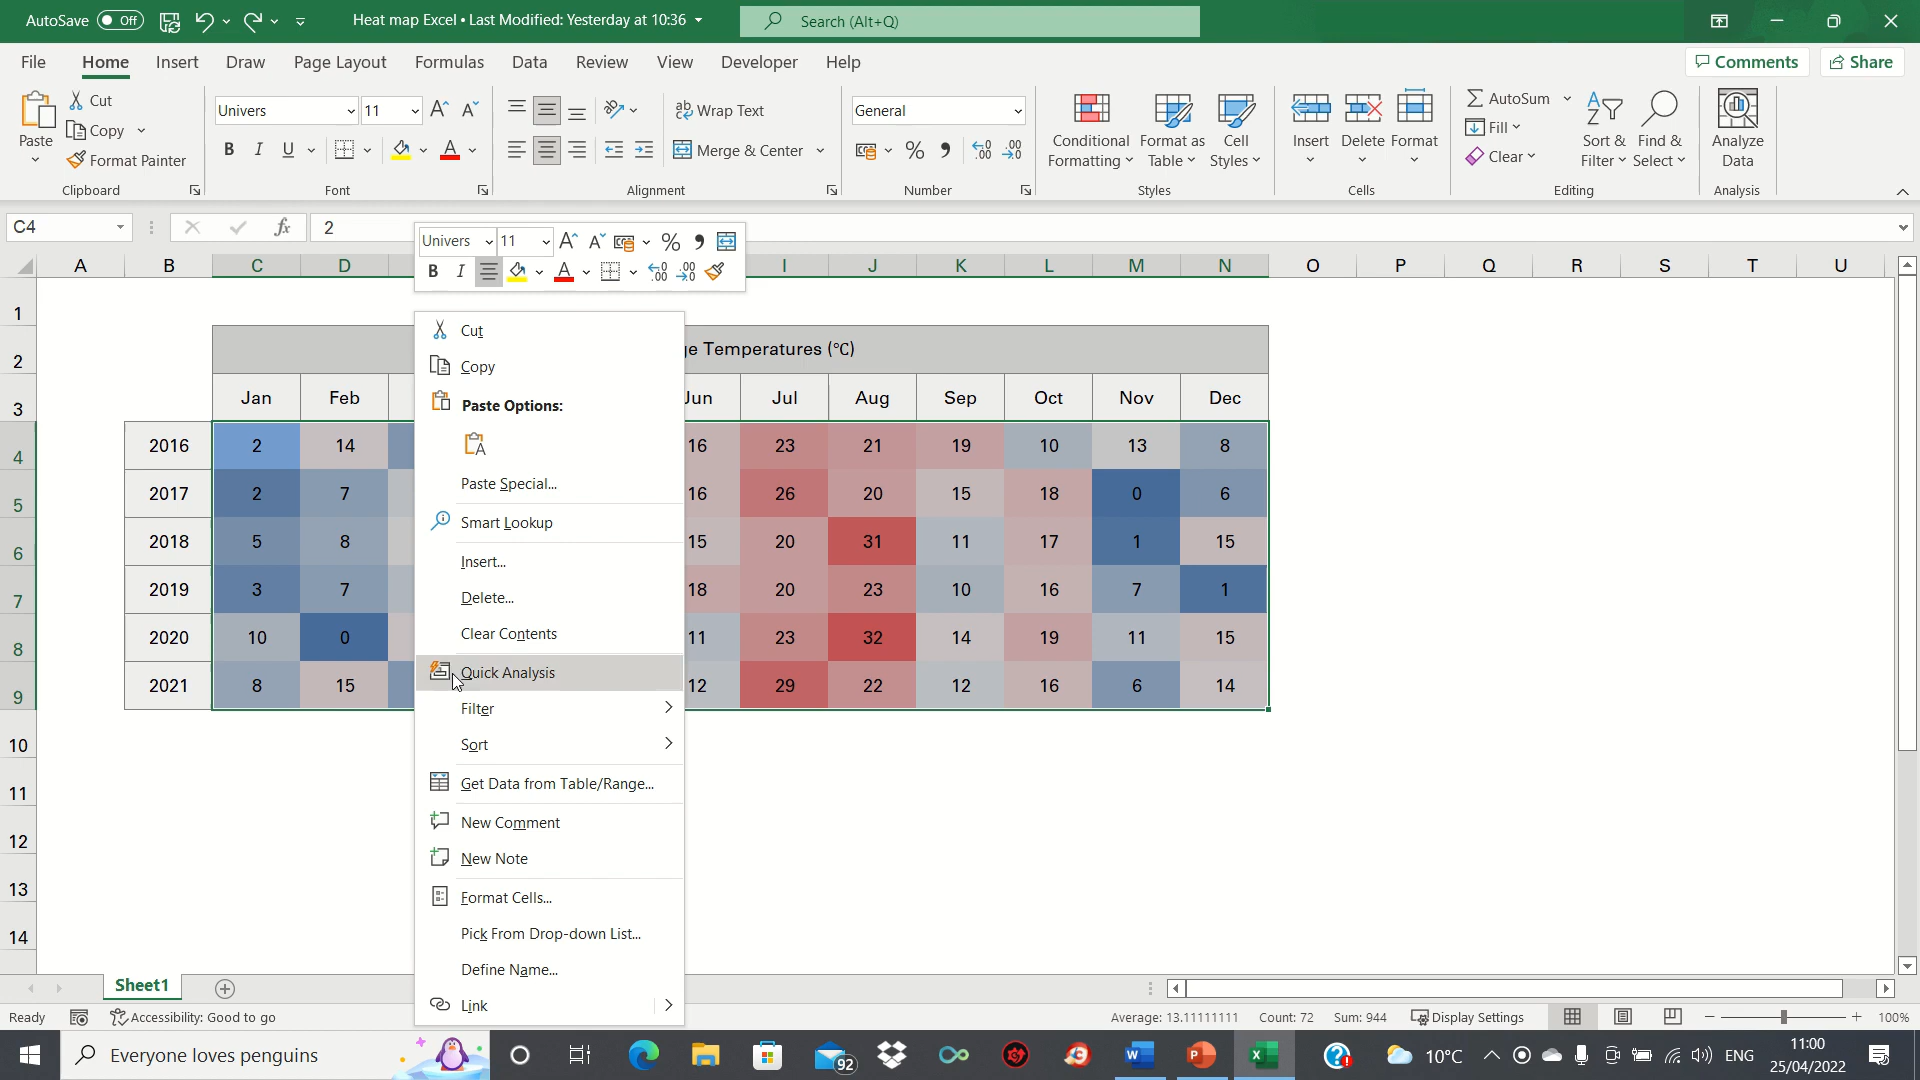 AutoSave Off Heat map Excel • Last Modified: Yesterday at 10:36 Search (Alt+Q)
File Home Insert Draw Page Layout Formulas Data Review View Developer Help Comments Share
Paste Cut Copy Format Painter Clipboard
Univers 11 B I U Font
Wrap Text Merge & Center Alignment
General % Number
Conditional Formatting Format as Table Cell Styles Styles
Insert Delete Format Cells
AutoSum Fill Clear Sort & Filter Find & Select Editing
Analyze Data Analysis
C4 fx 2
Univers 11 %
B I
A B C D I J K L M N O P Q R S T U
1
2 ge Temperatures (°C)
3 Jan Feb Jun Jul Aug Sep Oct Nov Dec
4 2016 2 14 16 23 21 19 10 13 8
5 2017 2 7 16 26 20 15 18 0 6
6 2018 5 8 15 20 31 11 17 1 15
7 2019 3 7 18 20 23 10 16 7 1
8 2020 10 0 11 23 32 14 19 11 15
9 2021 8 15 12 29 22 12 16 6 14
10
11
12
13
14
Cut
Copy
Paste Options:
Paste Special...
Smart Lookup
Insert...
Delete...
Clear Contents
Quick Analysis
Filter
Sort
Get Data from Table/Range...
New Comment
New Note
Format Cells...
Pick From Drop-down List...
Define Name...
Link
Sheet1
Ready Accessibility: Good to go Average: 13.11111111 Count: 72 Sum: 944 Display Settings 100%
Everyone loves penguins 92 10°C ENG 11:00
25/04/2022